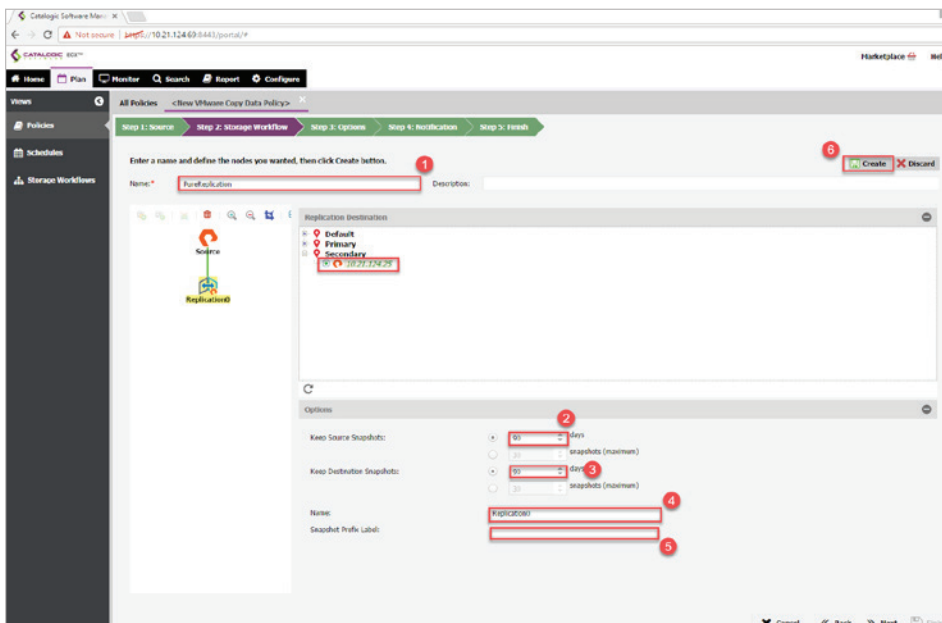 Catalogic Software Mana
Not secure | https://10.21.124.69:8443/portal/#
CATALOGIC ECX™
Marketplace
Hel
Home Plan Monitor Search Report Configure
Views
All Policies <New VMware Copy Data Policy>
Policies
Step 1: Source Step 2: Storage Workflow Step 3: Options Step 4: Notification Step 5: Finish
Schedules
Enter a name and define the nodes you wanted, then click Create button.
1
6
Create Discard
Storage Workflows
Name:* PureReplication Description:
Replication Destination
Default
Primary
Secondary
10.21.124.25
Source
Replication0
Options
2
Keep Source Snapshots: 90 days
snapshots (maximum)
Keep Destination Snapshots: 90 days
3
snapshots (maximum)
4
Name: Replication0
Snapshot Prefix Label:
5
Cancel Back Next